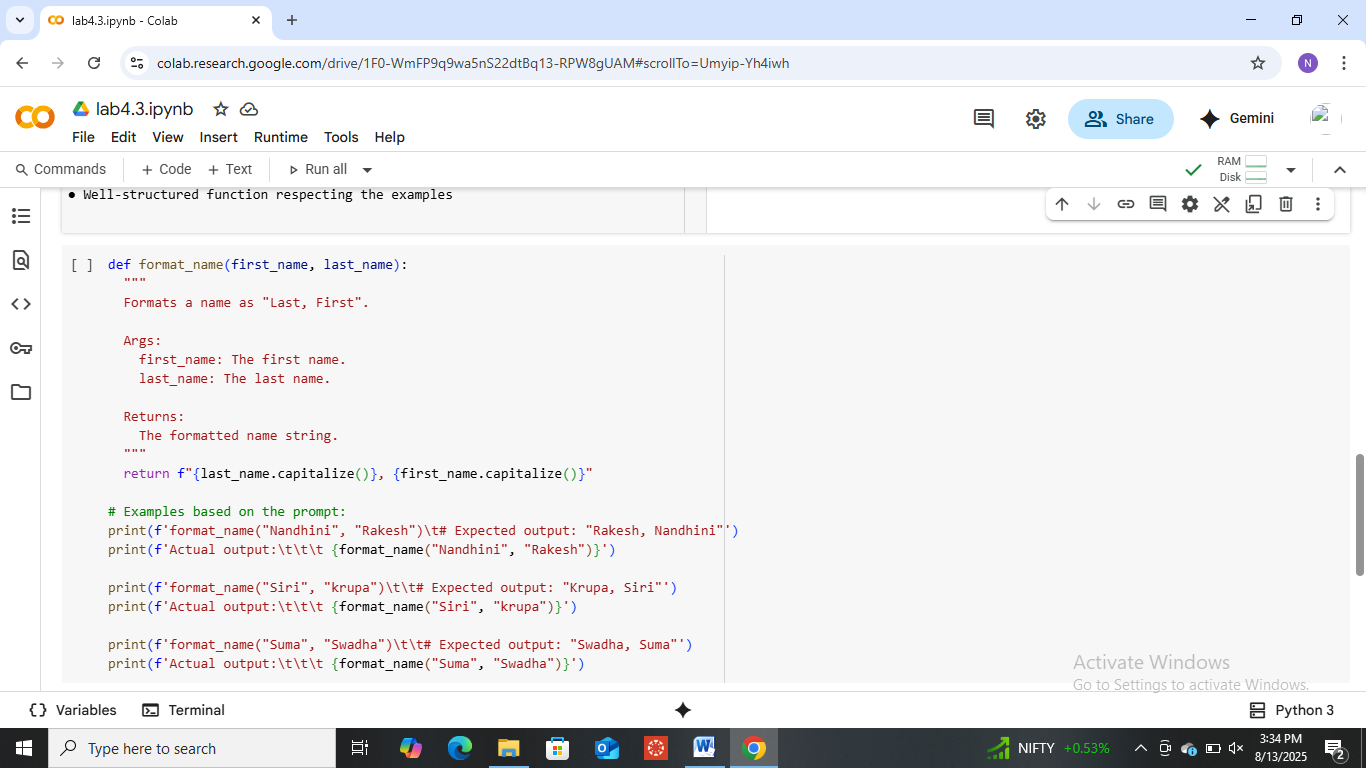 lab4.3.ipynb - Colab
colab.research.google.com/drive/1F0-WmFP9q9wa5nS22dtBq13-RPW8gUAM#scrollTo=Umyip-Yh4iwh
N
lab4.3.ipynb
File Edit View Insert Runtime Tools Help
Share
Gemini
Commands + Code + Text Run all
RAM
Disk
• Well-structured function respecting the examples
[ ] def format_name(first_name, last_name):
"""
Formats a name as "Last, First".
Args:
first_name: The first name.
last_name: The last name.
Returns:
The formatted name string.
"""
return f"{last_name.capitalize()}, {first_name.capitalize()}"
# Examples based on the prompt:
print(f'format_name("Nandhini", "Rakesh")\t# Expected output: "Rakesh, Nandhini"')
print(f'Actual output:\t\t\t {format_name("Nandhini", "Rakesh")}')
print(f'format_name("Siri", "krupa")\t\t# Expected output: "Krupa, Siri"')
print(f'Actual output:\t\t\t {format_name("Siri", "krupa")}')
print(f'format_name("Suma", "Swadha")\t\t# Expected output: "Swadha, Suma"')
print(f'Actual output:\t\t\t {format_name("Suma", "Swadha")}')
Activate Windows
Go to Settings to activate Windows.
Variables Terminal
Python 3
Type here to search
NIFTY +0.53%
3:34 PM
8/13/2025
2